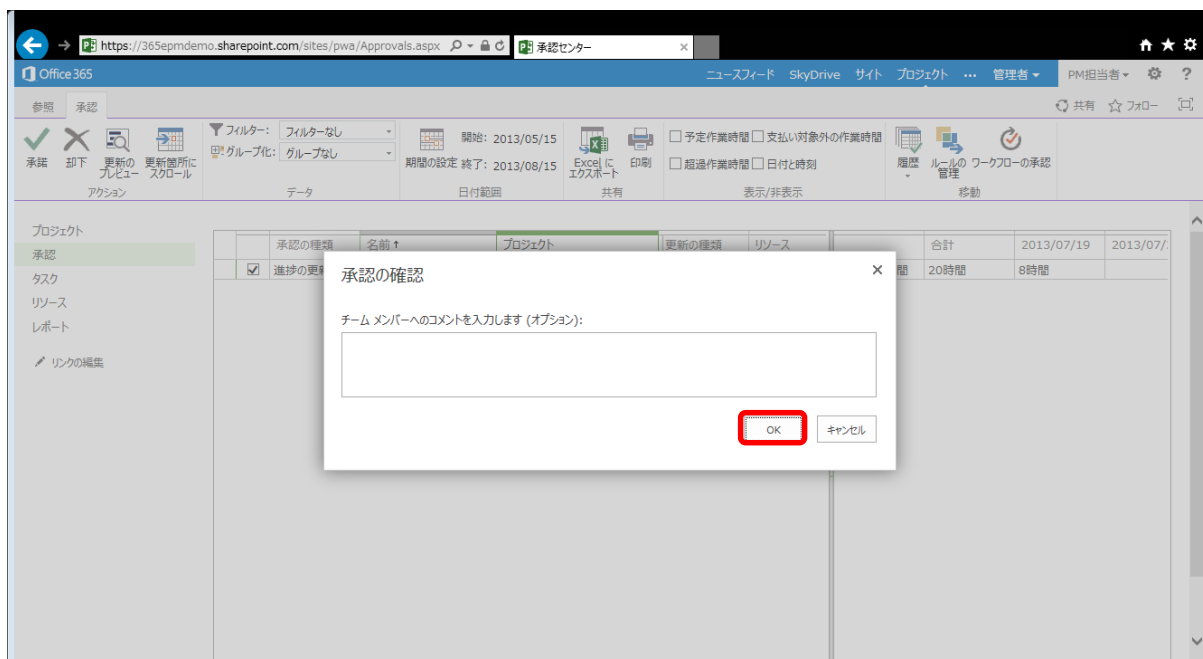 https://365epmdemo.sharepoint.com/sites/pwa/Approvals.aspx
承認センター
Office 365
ニュースフィード SkyDrive サイト プロジェクト ... 管理者 PM担当者 ?
参照 承認
共有 フォロー
承諾
却下
更新の
プレビュー
更新箇所に
スクロール
アクション
フィルター: フィルターなし
グループ化: グループなし
データ
期間の設定
開始: 2013/05/15
終了: 2013/08/15
日付範囲
Excel に
エクスポート
印刷
共有
予定作業時間 支払い対象外の作業時間
超過作業時間 日付と時刻
表示/非表示
履歴
ルールの
管理
ワークフローの承認
移動
プロジェクト
承認
タスク
リソース
レポート
リンクの編集
承認の種類 名前↑ プロジェクト 更新の種類 リソース 合計 2013/07/19 2013/07/
進捗の更新 間 20時間 8時間
承認の確認
チーム メンバーへのコメントを入力します (オプション):
OK キャンセル